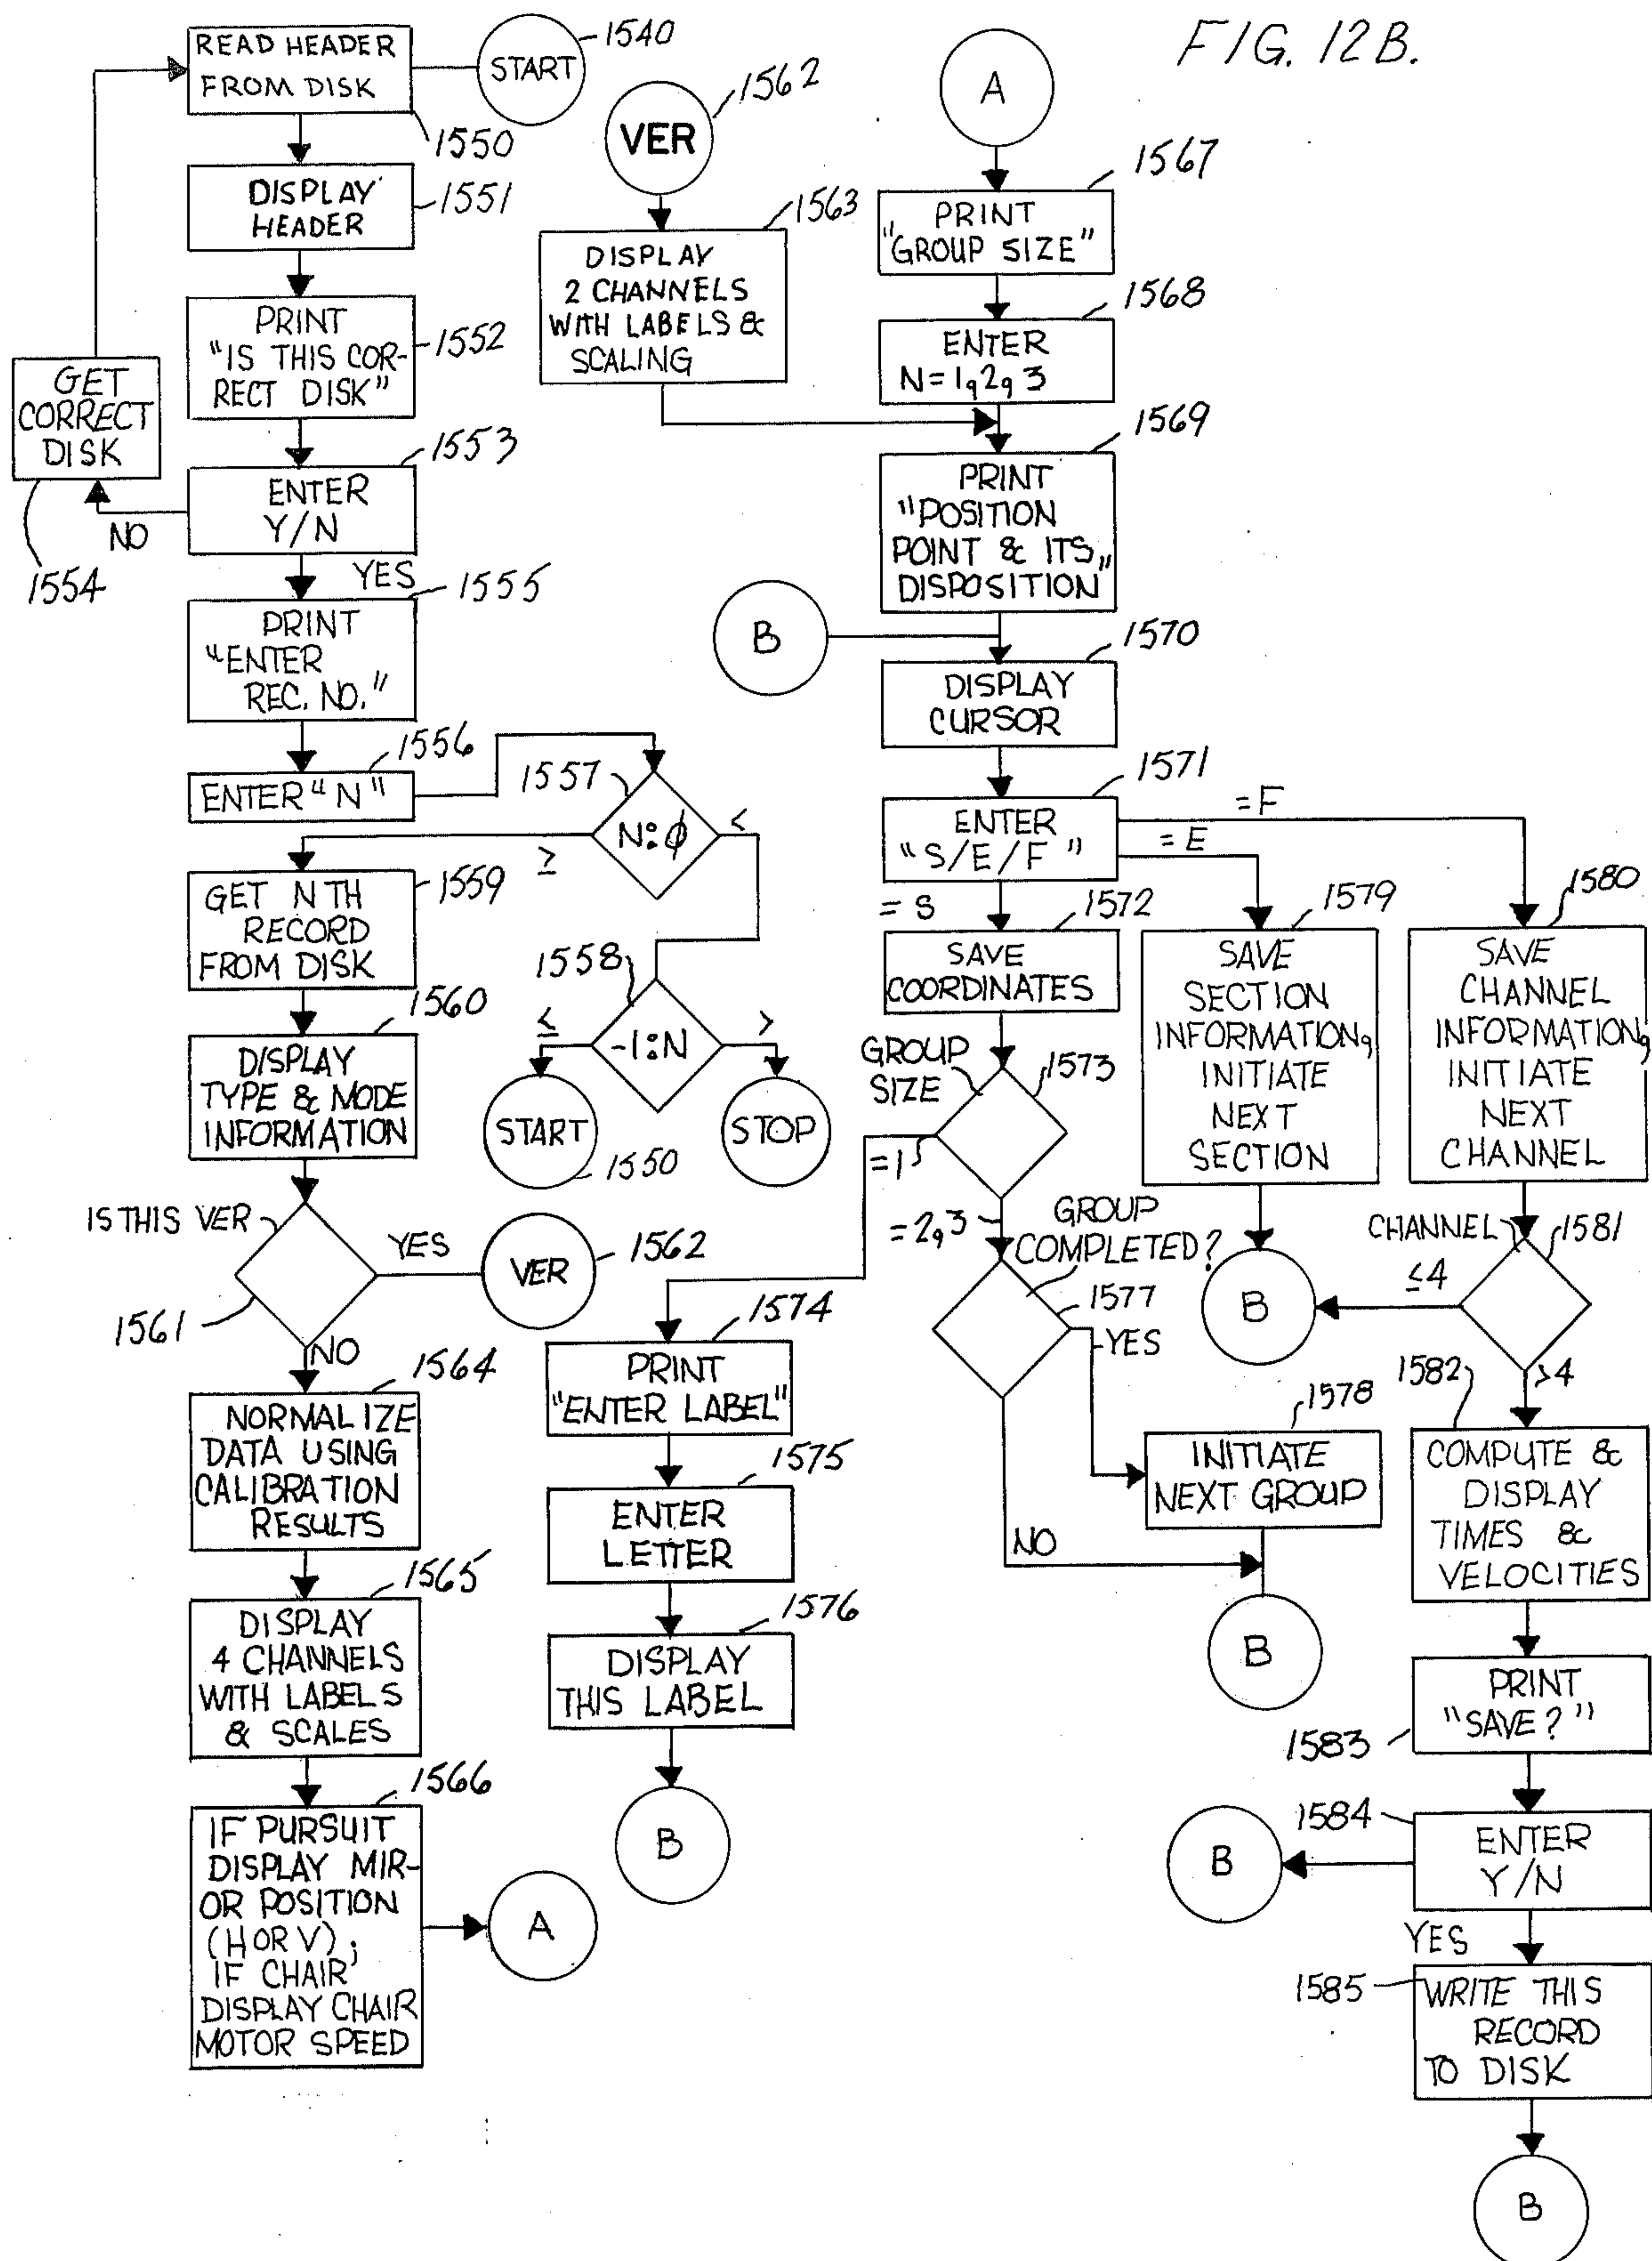 FIG. 12B.
READ HEADER
FROM DISK
START
1540
1550
DISPLAY
HEADER
1551
PRINT
"IS THIS COR-
RECT DISK"
1552
GET
CORRECT
DISK
1554
ENTER
Y/N
1553
NO
YES
PRINT
"ENTER
REC. NO."
1555
ENTER "N"
1556
N:ϕ
1557
<
≥
-1:N
1558
≤
>
START
1550
STOP
GET NTH
RECORD
FROM DISK
1559
DISPLAY
TYPE & MODE
INFORMATION
1560
IS THIS VER
1561
YES
VER
1562
NO
NORMALIZE
DATA USING
CALIBRATION
RESULTS
1564
DISPLAY
4 CHANNELS
WITH LABELS
& SCALES
1565
IF PURSUIT
DISPLAY MIR-
OR POSITION
(H OR V);
IF CHAIR
DISPLAY CHAIR
MOTOR SPEED
1566
A
VER
1562
DISPLAY
2 CHANNELS
WITH LABELS &
SCALING
1563
A
PRINT
"GROUP SIZE"
1567
ENTER
N=1,2,3
1568
PRINT
"POSITION
POINT & ITS
DISPOSITION"
1569
B
DISPLAY
CURSOR
1570
ENTER
"S/E/F"
1571
= F
= E
= S
SAVE
COORDINATES
1572
GROUP
SIZE
1573
=1
=2,3
PRINT
"ENTER LABEL"
1574
ENTER
LETTER
1575
DISPLAY
THIS LABEL
1576
B
GROUP
COMPLETED?
1577
YES
NO
INITIATE
NEXT GROUP
1578
B
SAVE
SECTION
INFORMATION,
INITIATE
NEXT
SECTION
1579
B
SAVE
CHANNEL
INFORMATION,
INITIATE
NEXT
CHANNEL
1580
CHANNEL
1581
≤4
>4
COMPUTE &
DISPLAY
TIMES &
VELOCITIES
1582
PRINT
"SAVE?"
1583
ENTER
Y/N
1584
B
YES
WRITE THIS
RECORD
TO DISK
1585
B